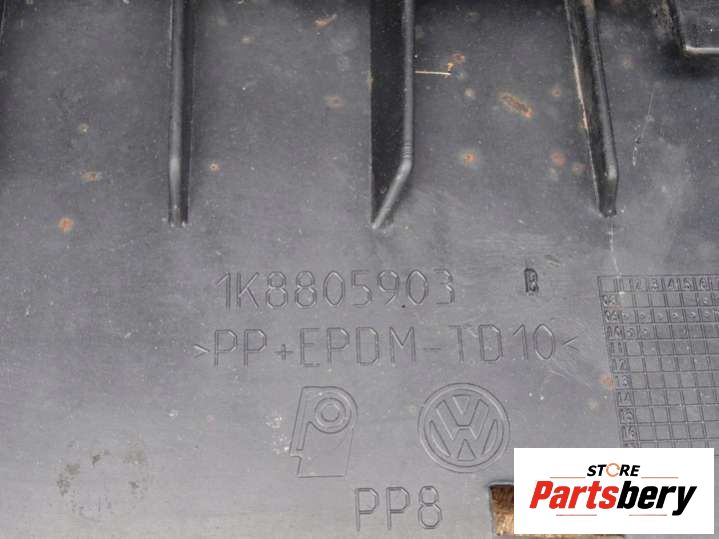 1K8805903 B
>PP+EPDM-TD10<
PP8
STORE
Partsbery